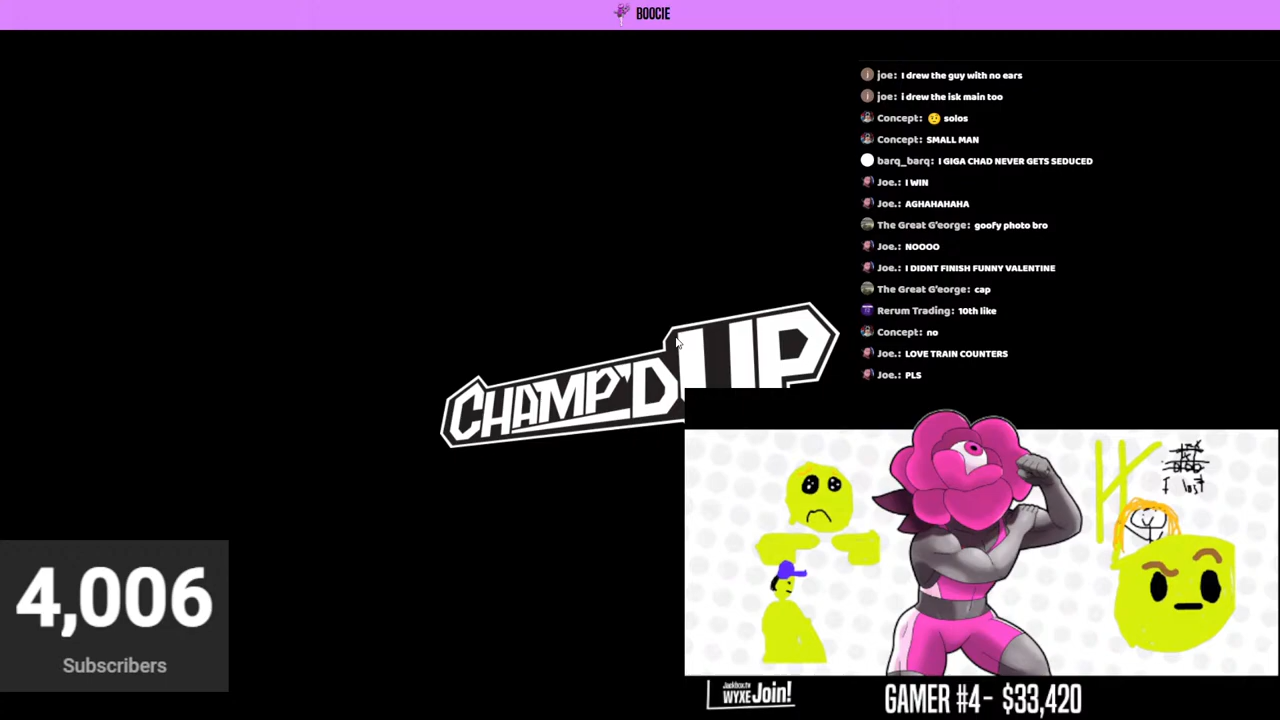 BOOCIE
joe: I drew the guy with no ears
joe: i drew the isk main too
Concept: 🤨 solos
Concept: SMALL MAN
barq_barq: I GIGA CHAD NEVER GETS SEDUCED
Joe.: I WIN
Joe.: AGHAHAHAHA
The Great G'eorge: goofy photo bro
Joe.: NOOOO
Joe.: I DIDNT FINISH FUNNY VALENTINE
The Great G'eorge: cap
Rerum Trading: 10th like
Concept: no
Joe.: LOVE TRAIN COUNTERS
Joe.: PLS
CHAMP'D UP
I lost
4,006
Subscribers
Jackbox.tv
WYXE Join!
GAMER #4- $33,420